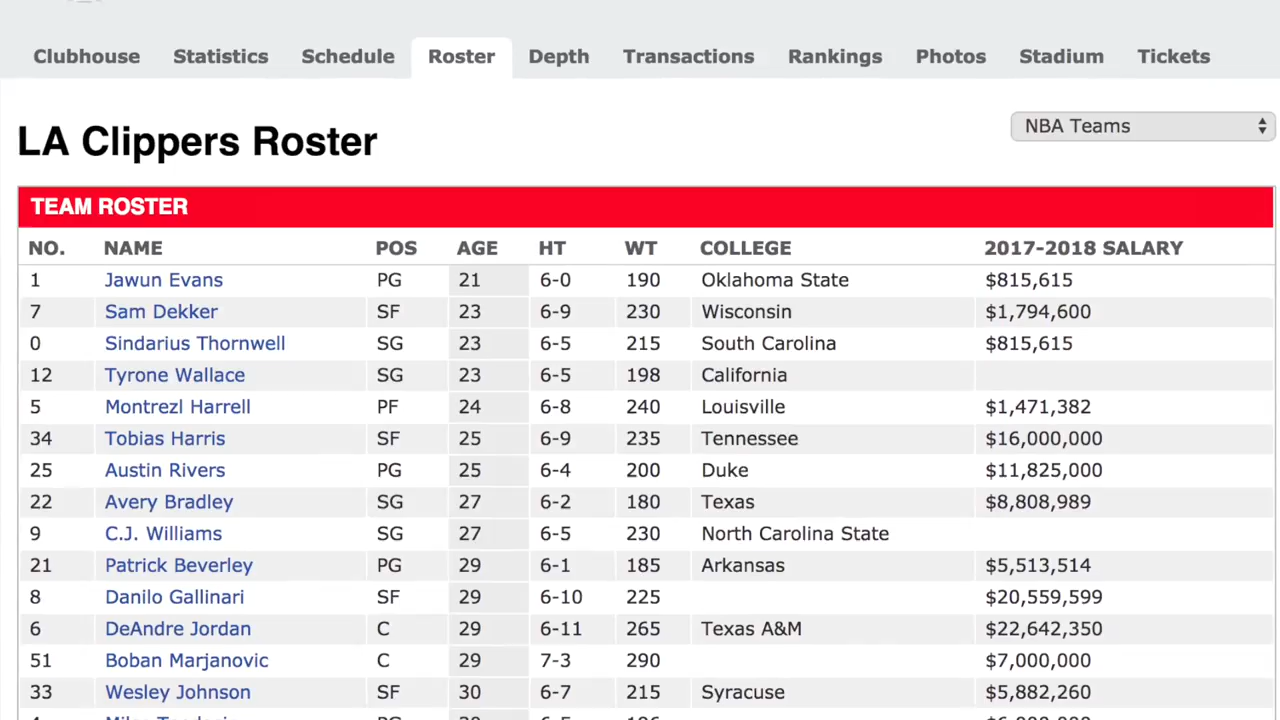 Clubhouse Statistics Schedule Roster Depth Transactions Rankings Photos Stadium Tickets
LA Clippers Roster
NBA Teams
TEAM ROSTER
NO. NAME POS AGE HT WT COLLEGE 2017-2018 SALARY
1 Jawun Evans PG 21 6-0 190 Oklahoma State $815,615
7 Sam Dekker SF 23 6-9 230 Wisconsin $1,794,600
0 Sindarius Thornwell SG 23 6-5 215 South Carolina $815,615
12 Tyrone Wallace SG 23 6-5 198 California
5 Montrezl Harrell PF 24 6-8 240 Louisville $1,471,382
34 Tobias Harris SF 25 6-9 235 Tennessee $16,000,000
25 Austin Rivers PG 25 6-4 200 Duke $11,825,000
22 Avery Bradley SG 27 6-2 180 Texas $8,808,989
9 C.J. Williams SG 27 6-5 230 North Carolina State
21 Patrick Beverley PG 29 6-1 185 Arkansas $5,513,514
8 Danilo Gallinari SF 29 6-10 225 $20,559,599
6 DeAndre Jordan C 29 6-11 265 Texas A&M $22,642,350
51 Boban Marjanovic C 29 7-3 290 $7,000,000
33 Wesley Johnson SF 30 6-7 215 Syracuse $5,882,260